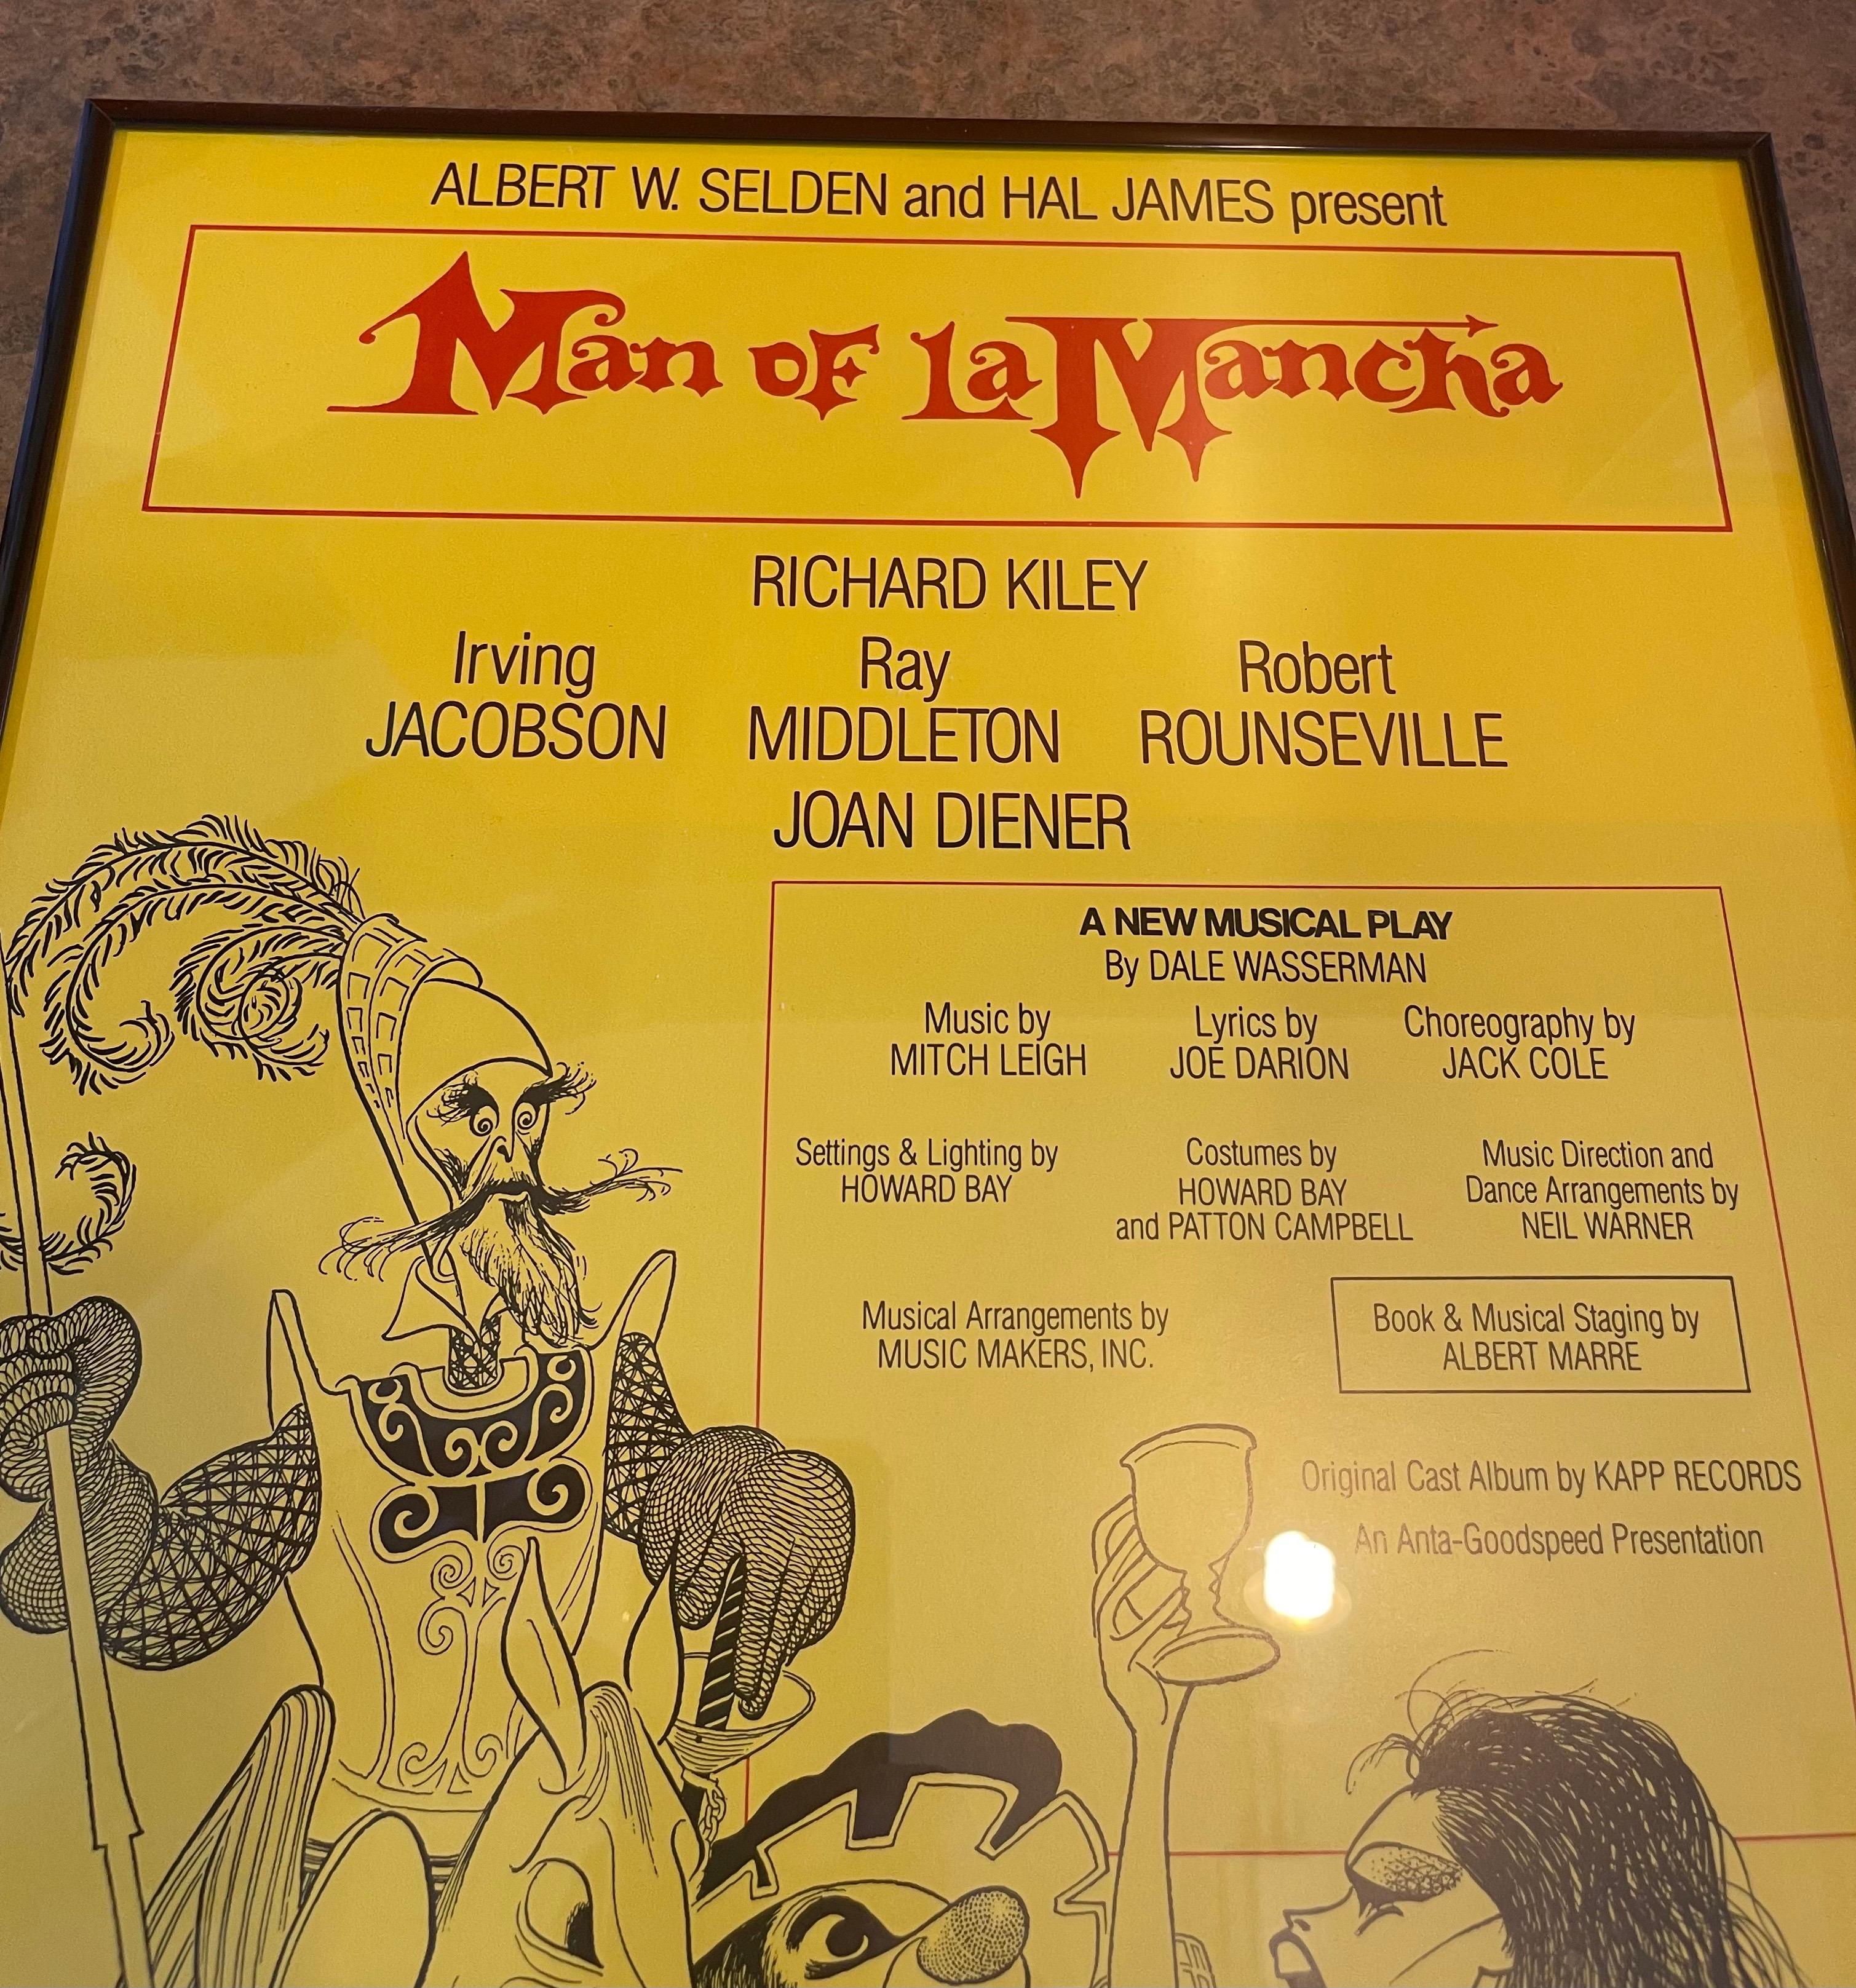 ALBERT W. SELDEN and HAL JAMES present
Man of La Mancha
RICHARD KILEY
Irving Ray Robert
JACOBSON MIDDLETON ROUNSEVILLE
JOAN DIENER
A NEW MUSICAL PLAY
By DALE WASSERMAN
Music by Lyrics by Choreography by
MITCH LEIGH JOE DARION JACK COLE
Settings & Lighting by Costumes by Music Direction and
HOWARD BAY HOWARD BAY Dance Arrangements by
and PATTON CAMPBELL NEIL WARNER
Musical Arrangements by Book & Musical Staging by
MUSIC MAKERS, INC. ALBERT MARRE
Original Cast Album by KAPP RECORDS
An Anta-Goodspeed Presentation